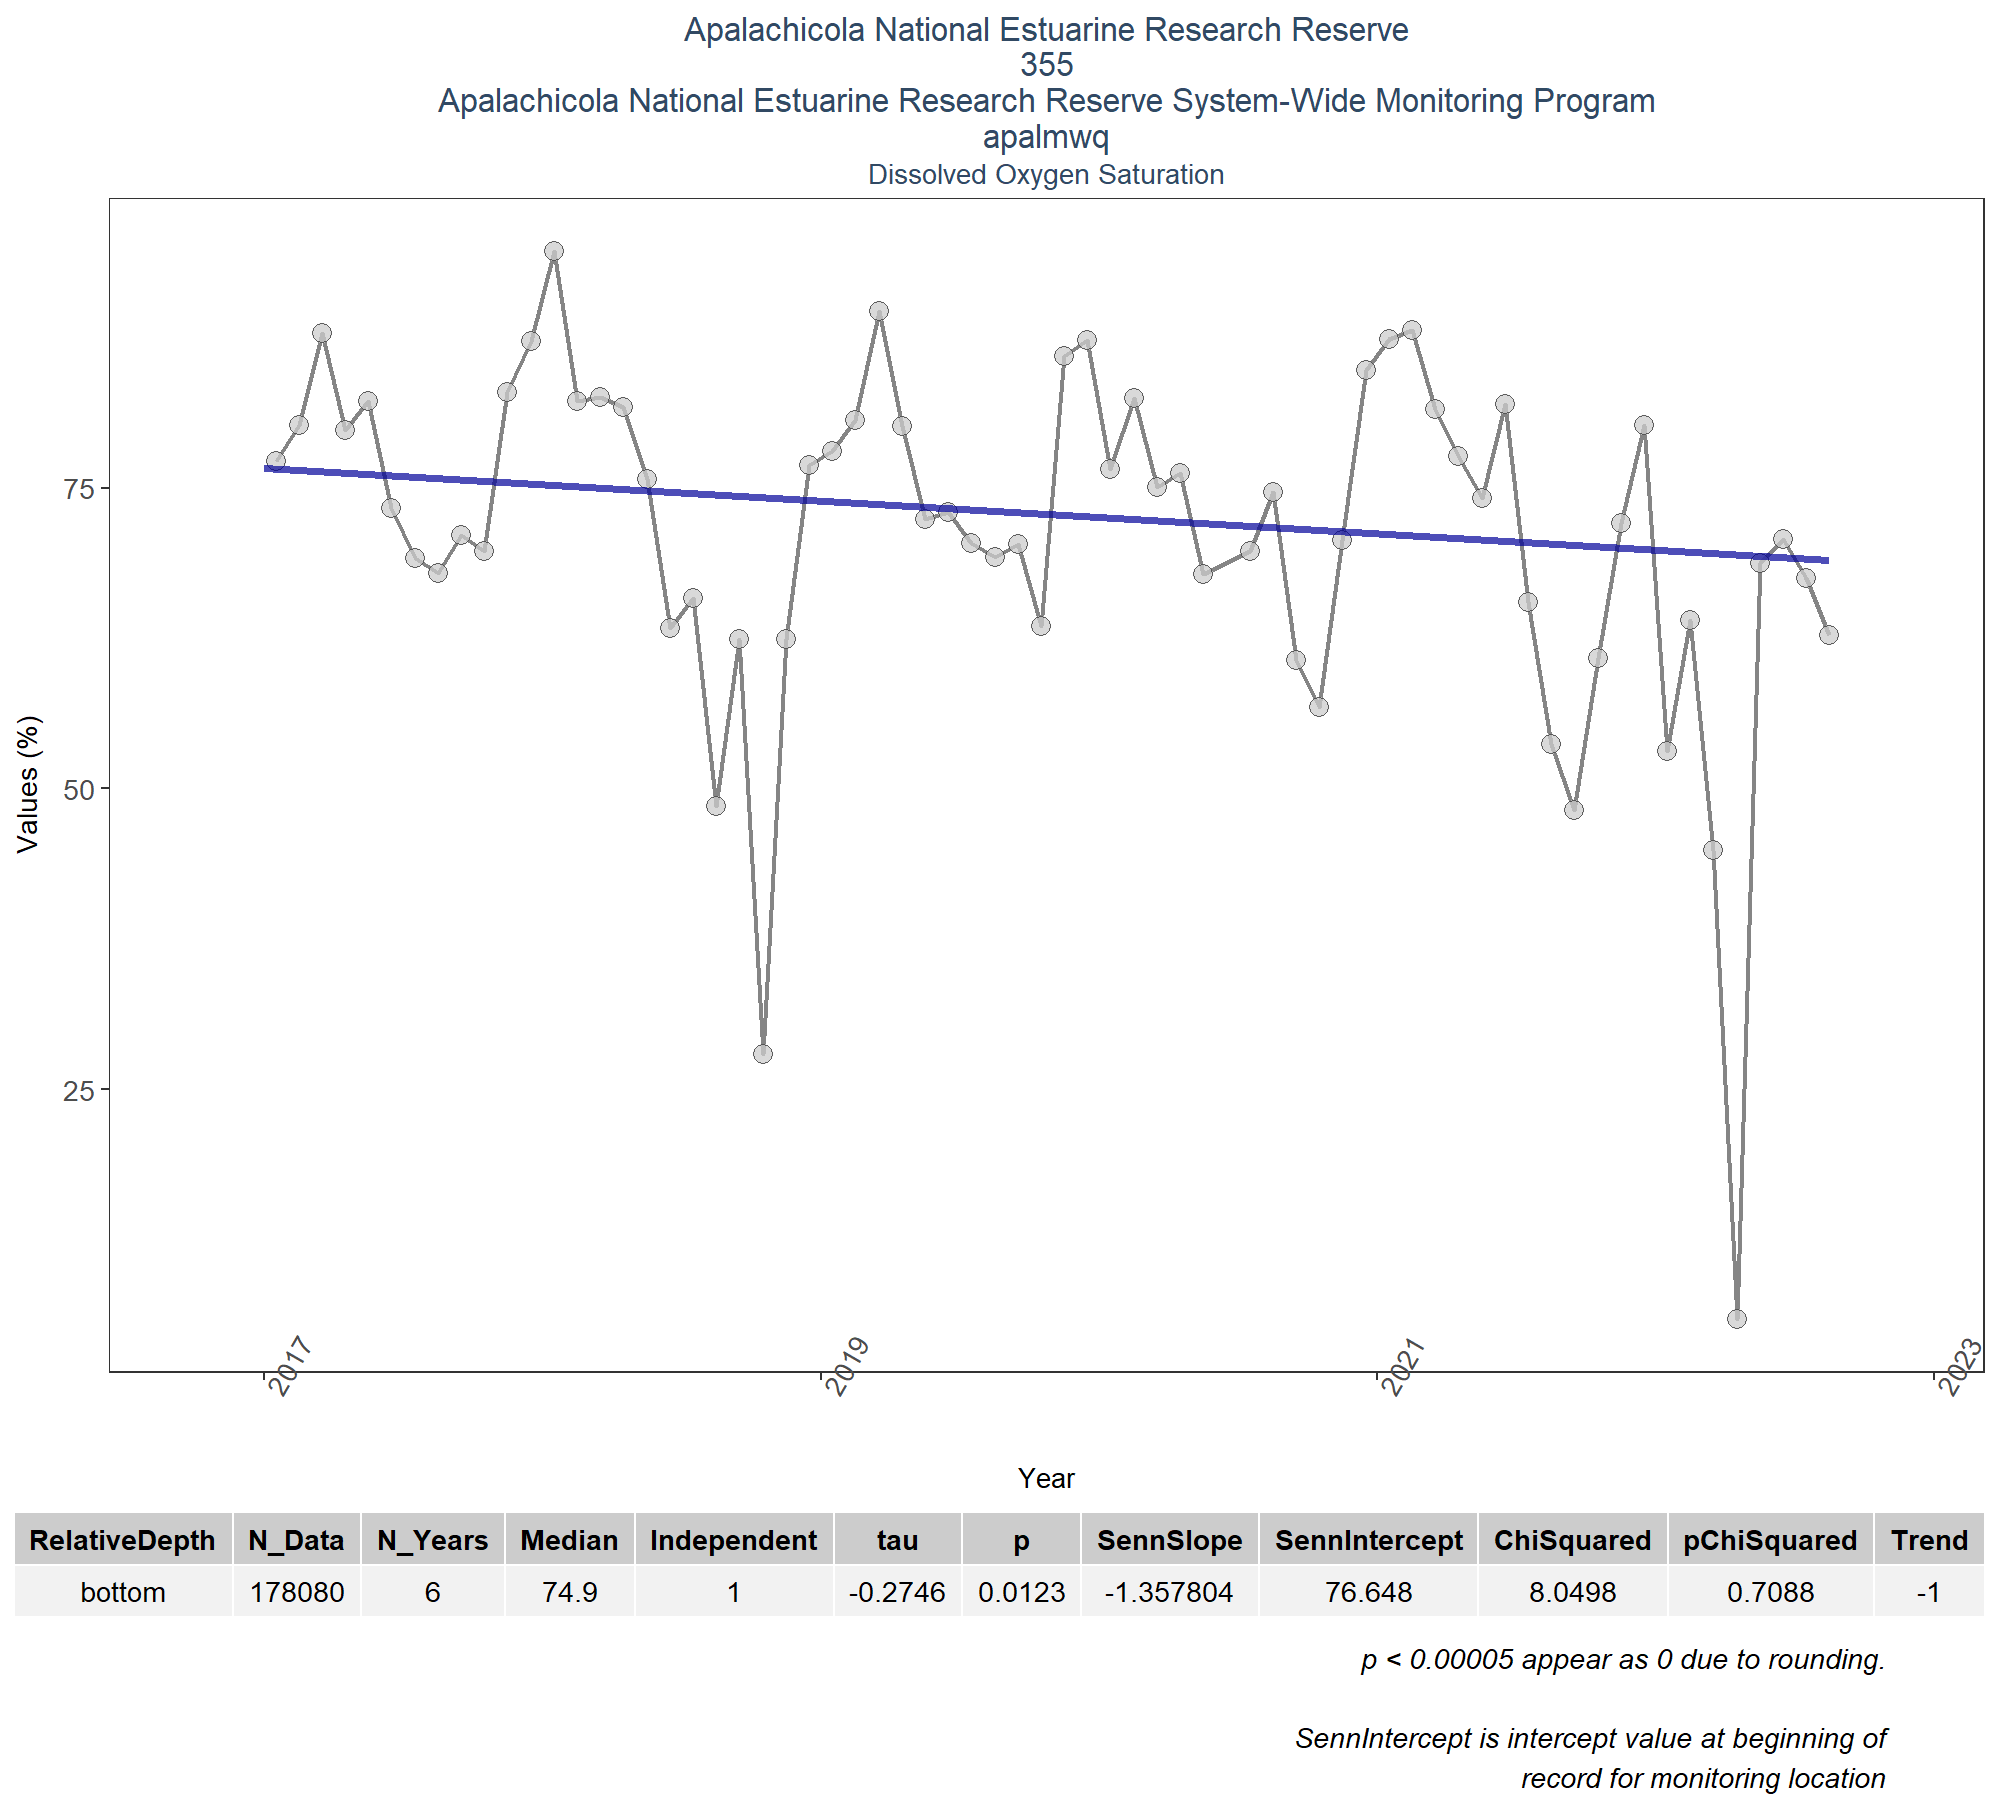 Apalachicola National Estuarine Research Reserve
355
Apalachicola National Estuarine Research Reserve System-Wide Monitoring Program
apalmwq
Dissolved Oxygen Saturation
Values (%)
75
50
25
2017
2019
2021
2023
Year
RelativeDepth N_Data N_Years Median Independent tau p SennSlope SennIntercept ChiSquared pChiSquared Trend
bottom 178080 6 74.9 1 -0.2746 0.0123 -1.357804 76.648 8.0498 0.7088 -1
p < 0.00005 appear as 0 due to rounding.
SennIntercept is intercept value at beginning of
record for monitoring location